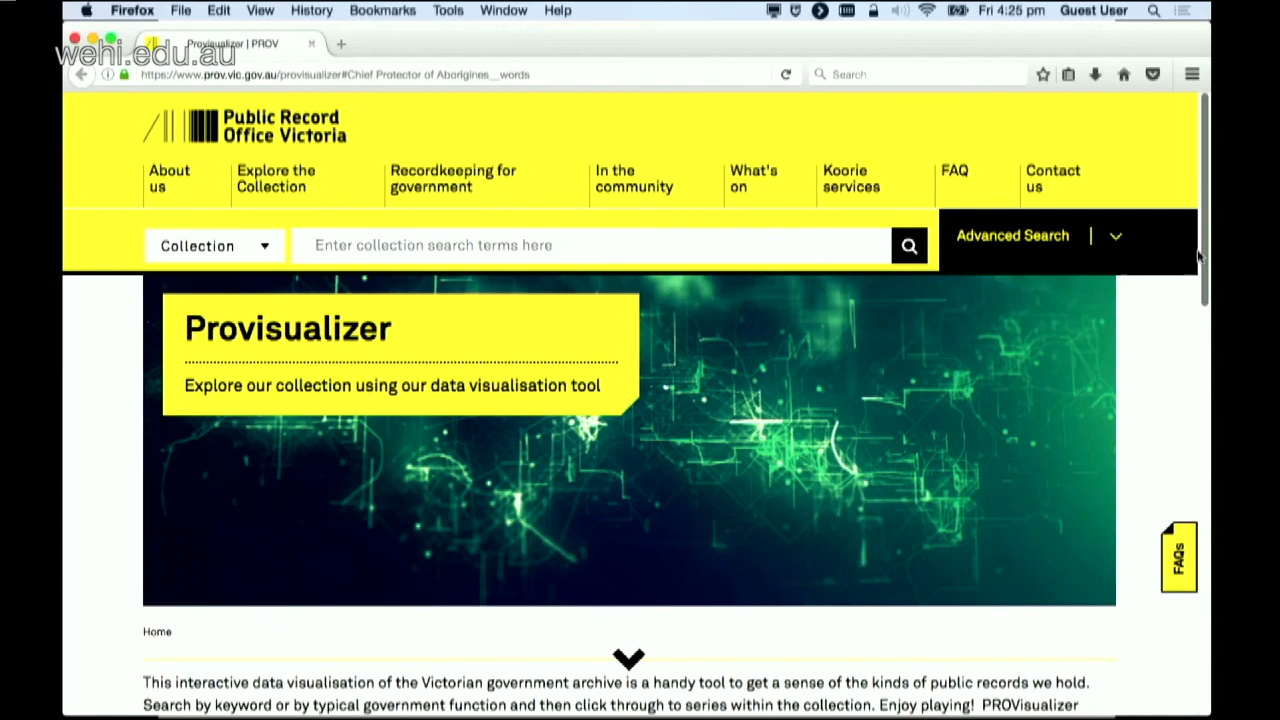 Firefox File Edit View History Bookmarks Tools Window Help Fri 4:25 pm Guest User
Provisualizer | PROV
wehi.edu.au
https://www.prov.vic.gov.au/provisualizer#Chief Protector of Aborigines__words
Search
Public Record
Office Victoria
About us
Explore the Collection
Recordkeeping for government
In the community
What's on
Koorie services
FAQ
Contact us
Collection
Enter collection search terms here
Advanced Search
Provisualizer
Explore our collection using our data visualisation tool
FAQs
Home
This interactive data visualisation of the Victorian government archive is a handy tool to get a sense of the kinds of public records we hold.
Search by keyword or by typical government function and then click through to series within the collection. Enjoy playing! PROVisualizer